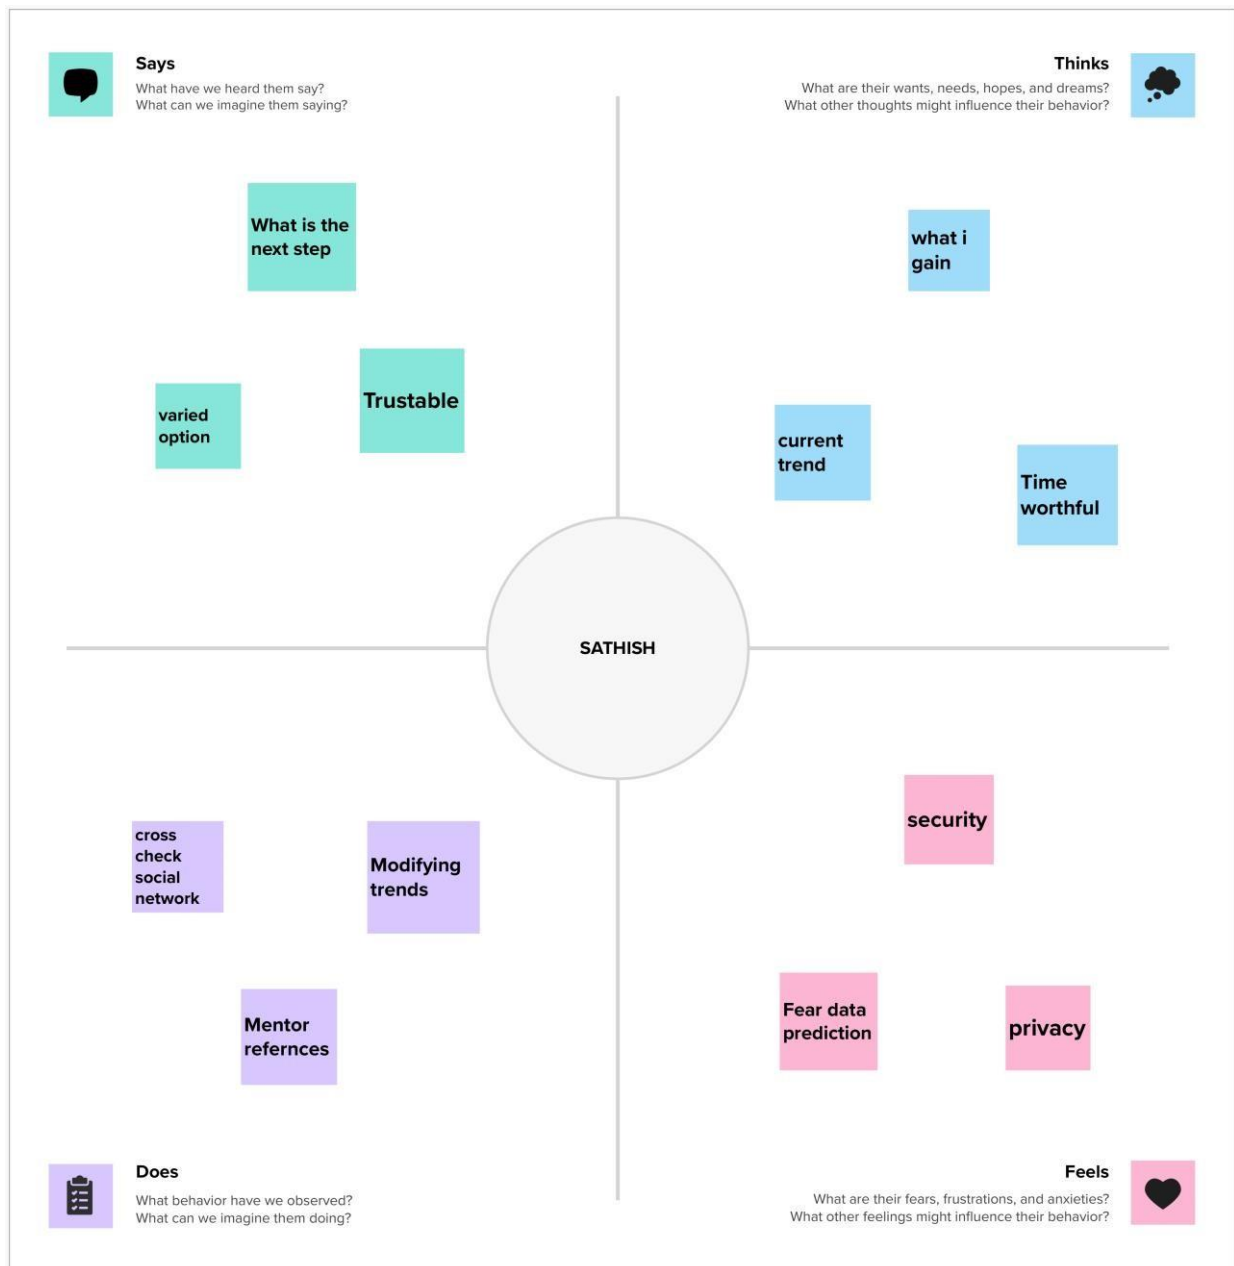 Says
What have we heard them say?
What can we imagine them saying?
What is the
next step
Trustable
varied
option
Thinks
What are their wants, needs, hopes, and dreams?
What other thoughts might influence their behavior?
what i
gain
current
trend
Time
worthful
SATHISH
cross
check
social
network
Modifying
trends
Mentor
refernces
Does
What behavior have we observed?
What can we imagine them doing?
security
Fear data
prediction
privacy
Feels
What are their fears, frustrations, and anxieties?
What other feelings might influence their behavior?